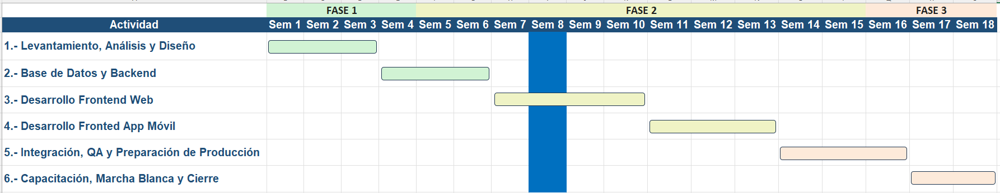 FASE 1 FASE 2 FASE 3
Actividad Sem 1 Sem 2 Sem 3 Sem 4 Sem 5 Sem 6 Sem 7 Sem 8 Sem 9 Sem 10 Sem 11 Sem 12 Sem 13 Sem 14 Sem 15 Sem 16 Sem 17 Sem 18
1.- Levantamiento, Análisis y Diseño
2.- Base de Datos y Backend
3.- Desarrollo Frontend Web
4.- Desarrollo Fronted App Móvil
5.- Integración, QA y Preparación de Producción
6.- Capacitación, Marcha Blanca y Cierre